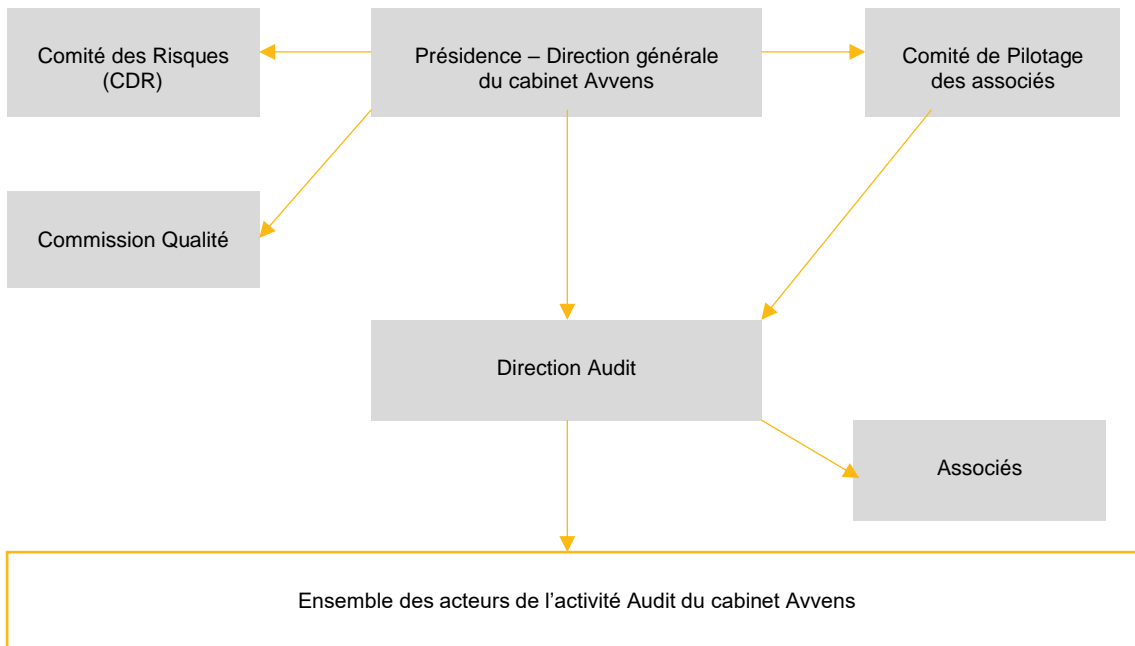 Comité des Risques
(CDR)
Présidence – Direction générale
du cabinet Avvens
Comité de Pilotage
des associés
Commission Qualité
Direction Audit
Associés
Ensemble des acteurs de l’activité Audit du cabinet Avvens